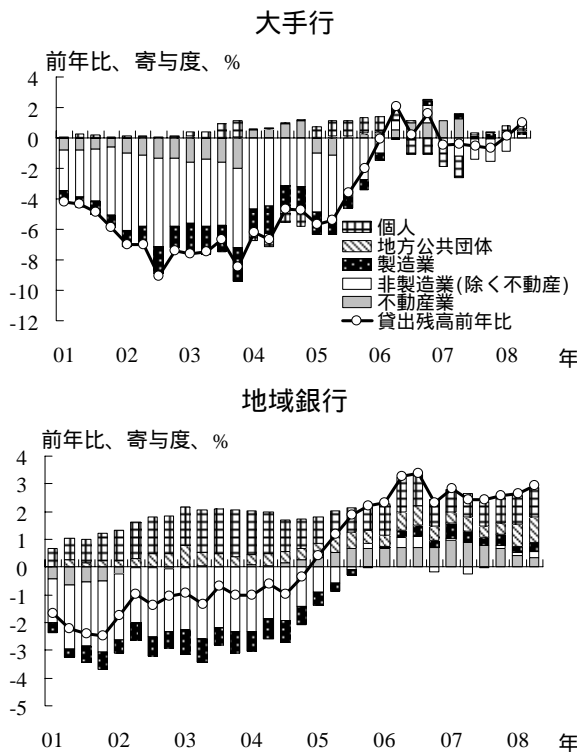 大手行
前年比、寄与度、%
4
2
0
-2
-4
-6
-8
-10
-12
個人
地方公共団体
製造業
非製造業(除く不動産)
不動産業
貸出残高前年比
01 02 03 04 05 06 07 08 年
地域銀行
前年比、寄与度、%
4
3
2
1
0
-1
-2
-3
-4
-5
01 02 03 04 05 06 07 08 年